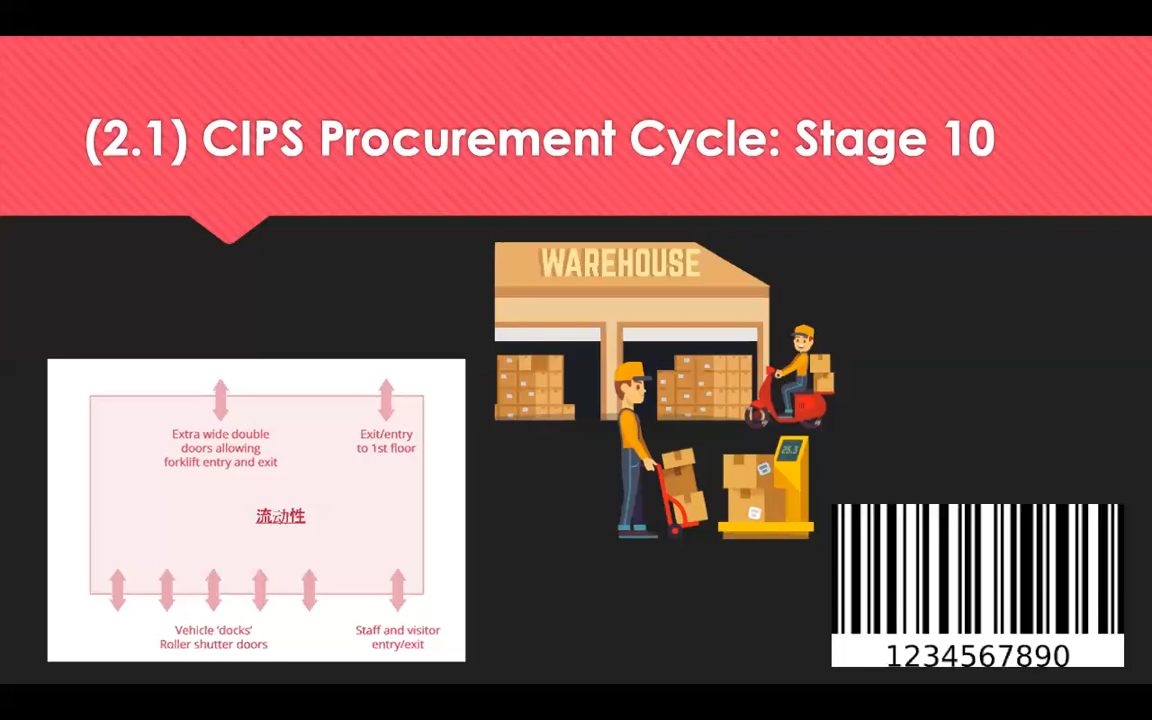 (2.1) CIPS Procurement Cycle: Stage 10
WAREHOUSE
Extra wide double
doors allowing
forklift entry and exit
Exit/entry
to 1st floor
流动性
Vehicle ‘docks’
Roller shutter doors
Staff and visitor
entry/exit
25.3
1234567890